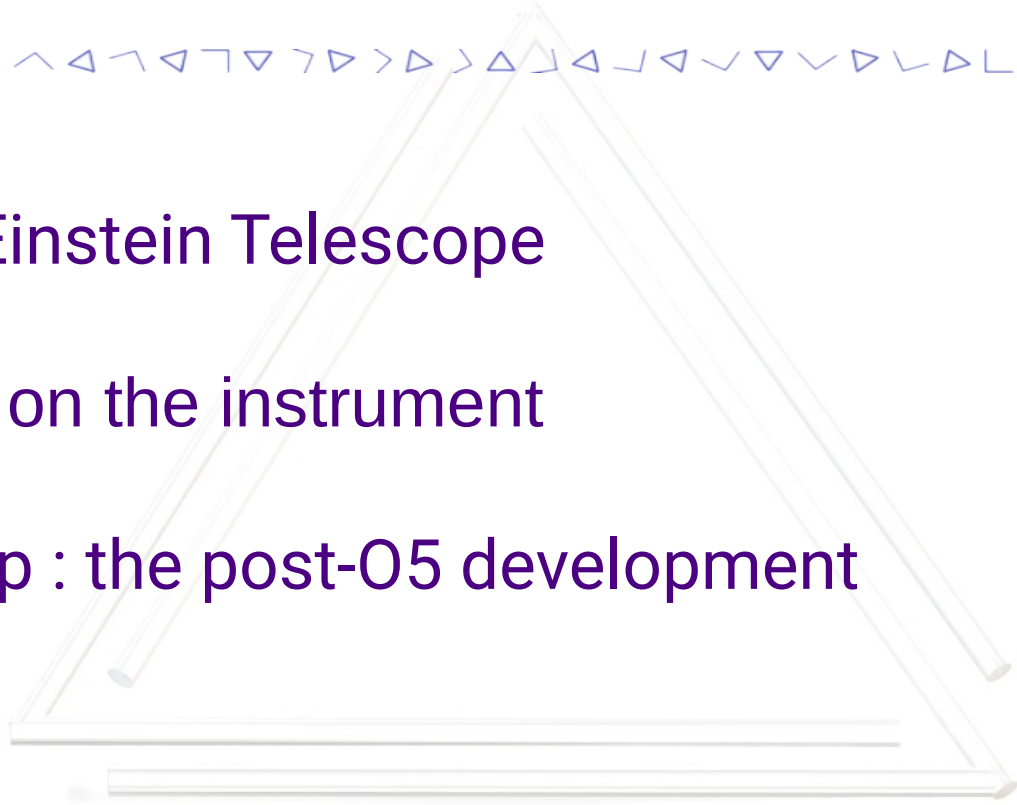 Einstein Telescope
on the instrument
p : the post-O5 development